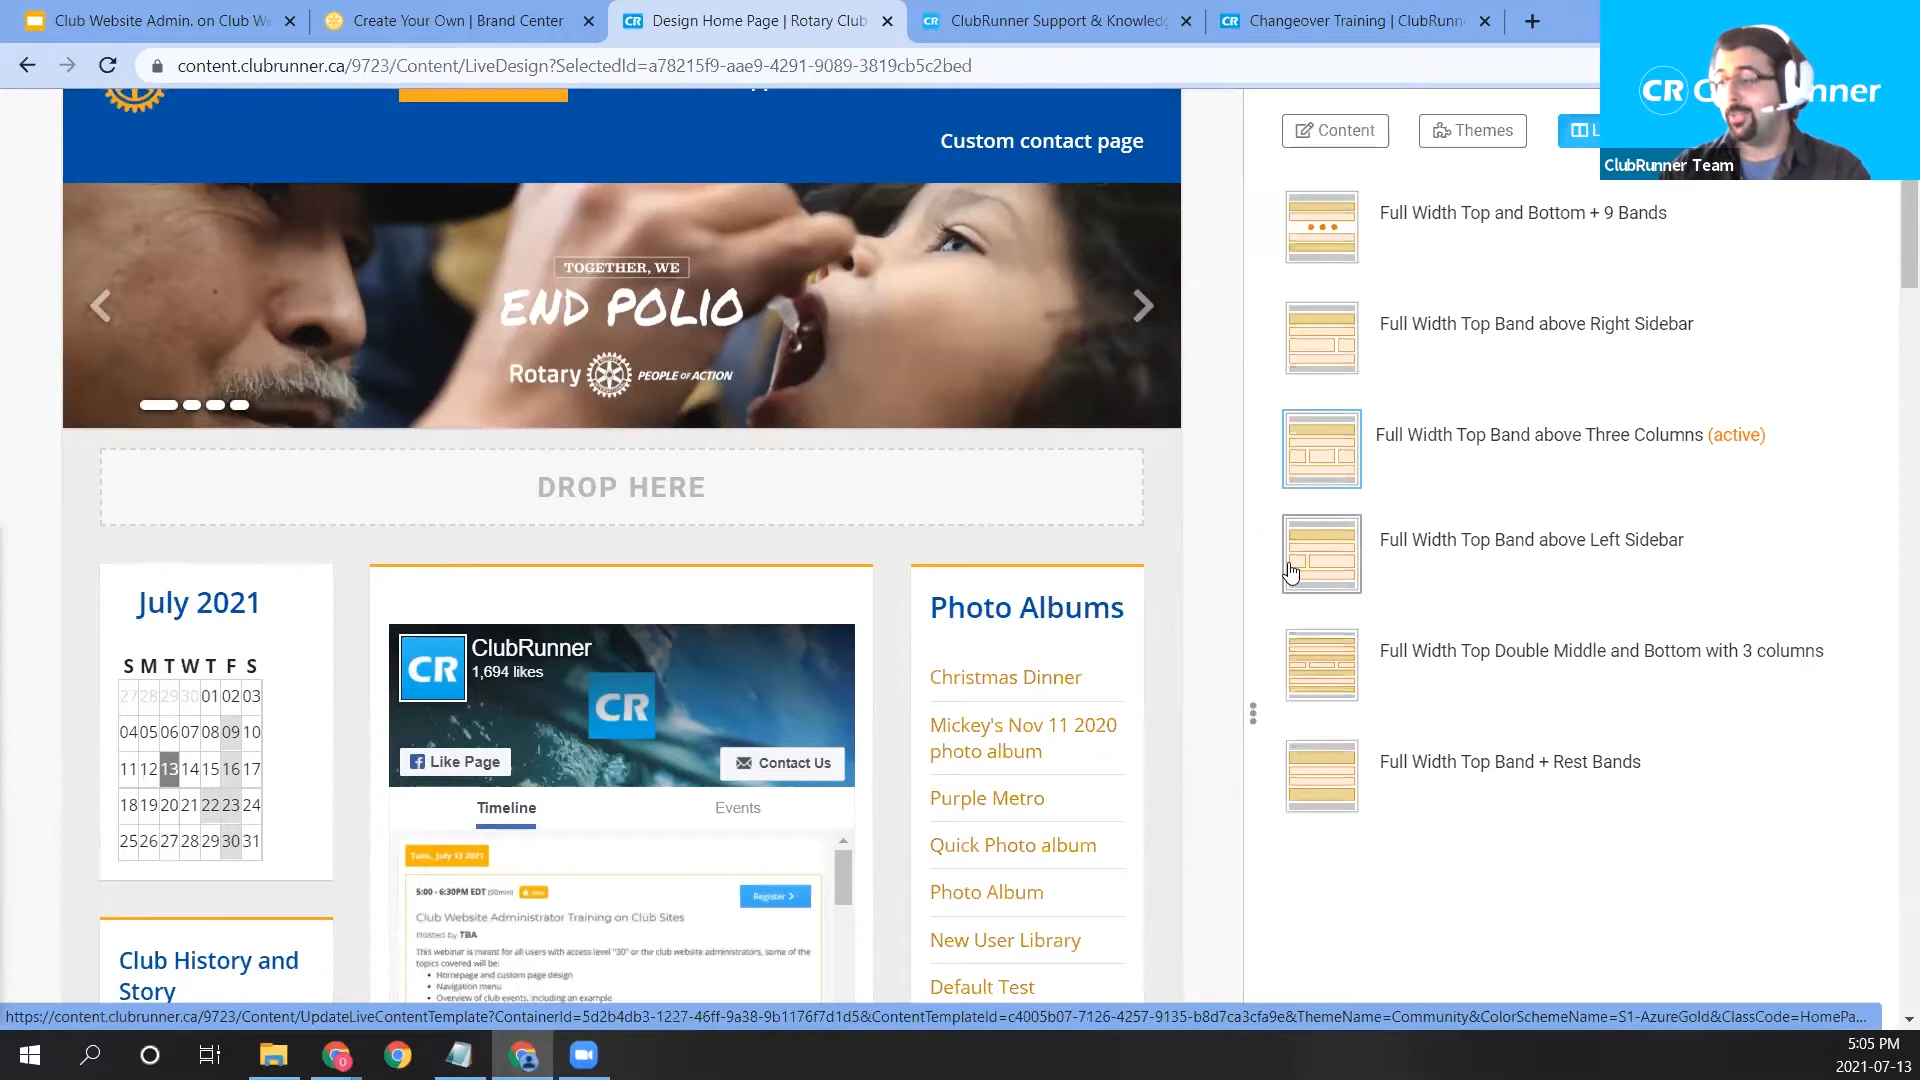 Club Website Admin. on Club We
Create Your Own | Brand Center
Design Home Page | Rotary Club
ClubRunner Support & Knowledg
Changeover Training | ClubRunn
content.clubrunner.ca/9723/Content/LiveDesign?SelectedId=a78215f9-aae9-4291-9089-3819cb5c2bed
CR
ClubRunner Team
Custom contact page
Content
Themes
TOGETHER, WE
END POLIO
Rotary
PEOPLE OF ACTION
DROP HERE
Full Width Top and Bottom + 9 Bands
Full Width Top Band above Right Sidebar
Full Width Top Band above Three Columns (active)
Full Width Top Band above Left Sidebar
Full Width Top Double Middle and Bottom with 3 columns
Full Width Top Band + Rest Bands
July 2021
S M T W T F S
27 28 29 30 01 02 03
04 05 06 07 08 09 10
11 12 13 14 15 16 17
18 19 20 21 22 23 24
25 26 27 28 29 30 31
Club History and
Story
CR
ClubRunner
1,694 likes
CR
Like Page
Contact Us
Timeline
Events
Tues., July 13 2021
5:00 - 6:30PM EDT (90min)
Register >
Club Website Administrator Training on Club Sites
Hosted by TBA
This webinar is meant for all users with access level "30" or the club website administrators, some of the
topics covered will be:
• Homepage and custom page design
• Navigation menu
• Overview of club events, including an example
Photo Albums
Christmas Dinner
Mickey's Nov 11 2020
photo album
Purple Metro
Quick Photo album
Photo Album
New User Library
Default Test
https://content.clubrunner.ca/9723/Content/UpdateLiveContentTemplate?ContainerId=5d2b4db3-1227-46ff-9a38-9b1176f7d1d5&ContentTemplateId=c4005b07-7126-4257-9135-b8d7ca3cfa9e&ThemeName=Community&ColorSchemeName=S1-AzureGold&ClassCode=HomePa...
5:05 PM
2021-07-13